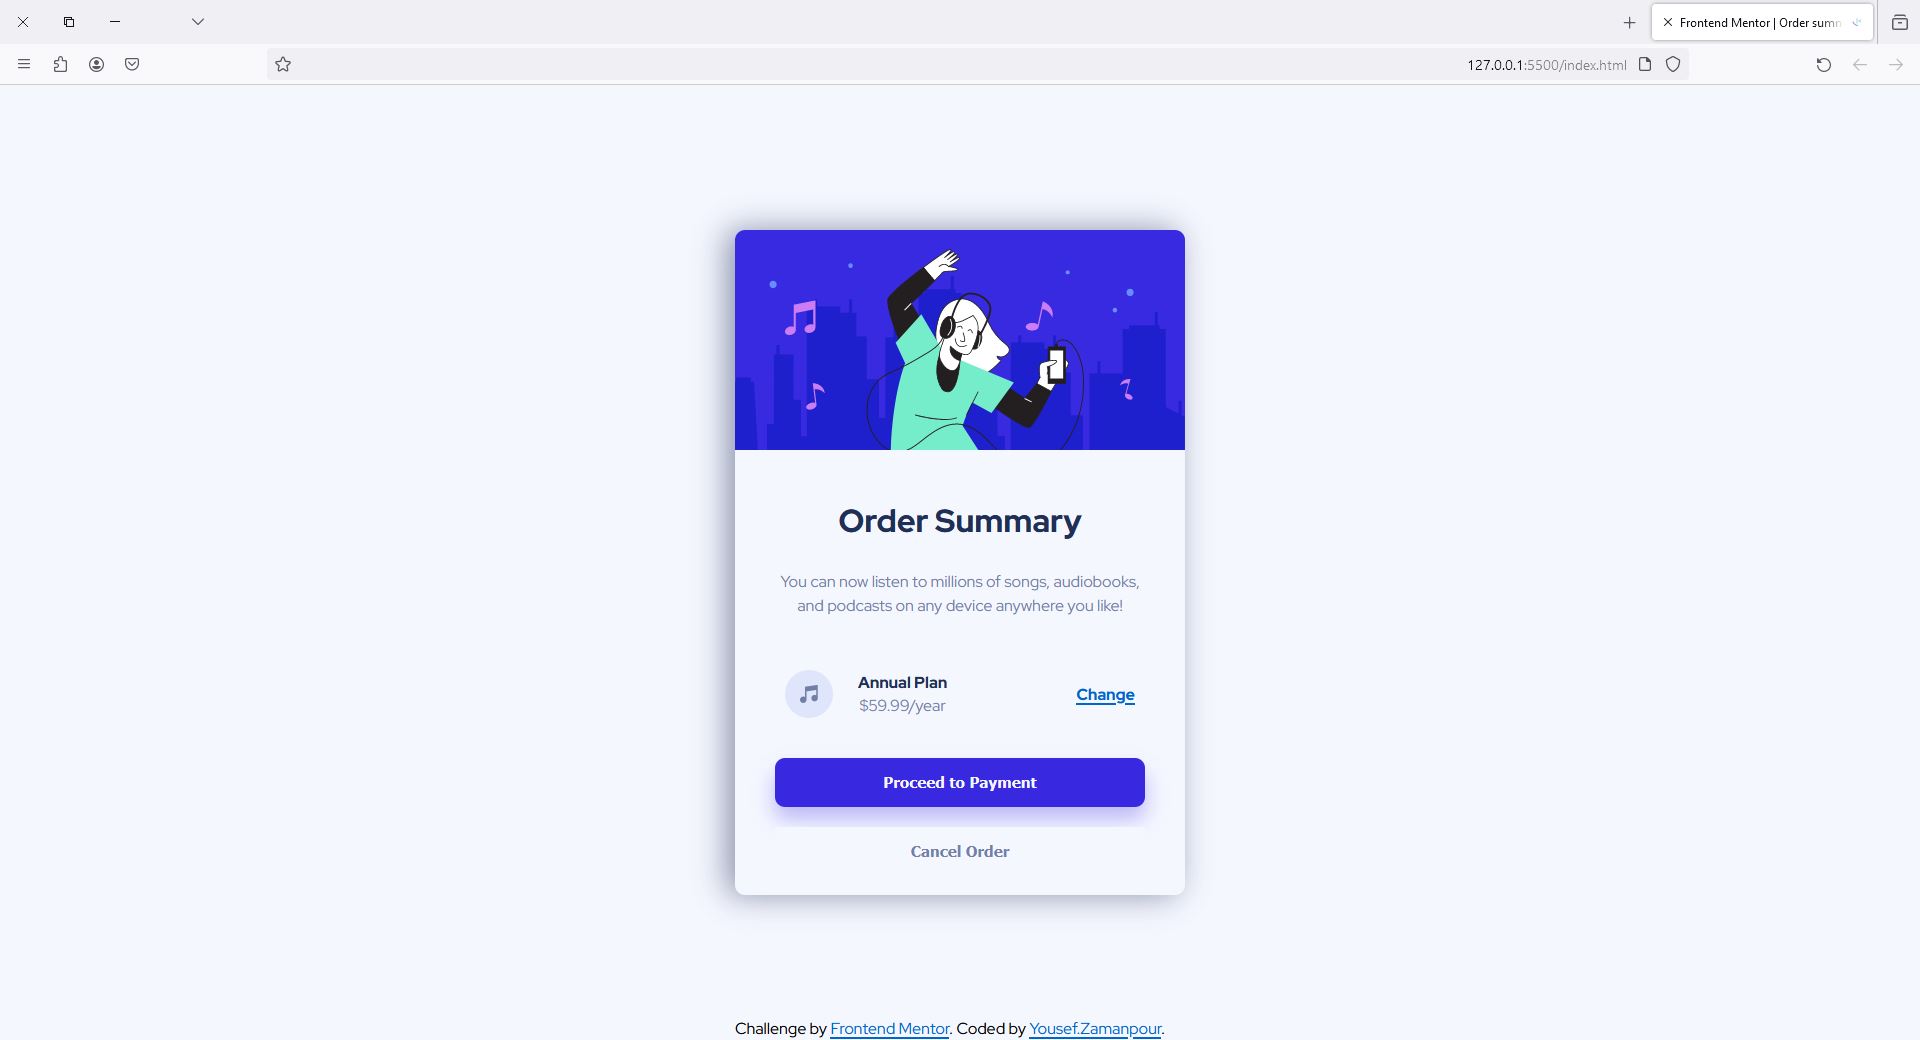 Frontend Mentor | Order sum
127.0.0.1:5500/index.html
Order Summary
You can now listen to millions of songs, audiobooks,
and podcasts on any device anywhere you like!
Annual Plan
$59.99/year
Change
Proceed to Payment
Cancel Order
Challenge by Frontend Mentor. Coded by Yousef.Zamanpour.